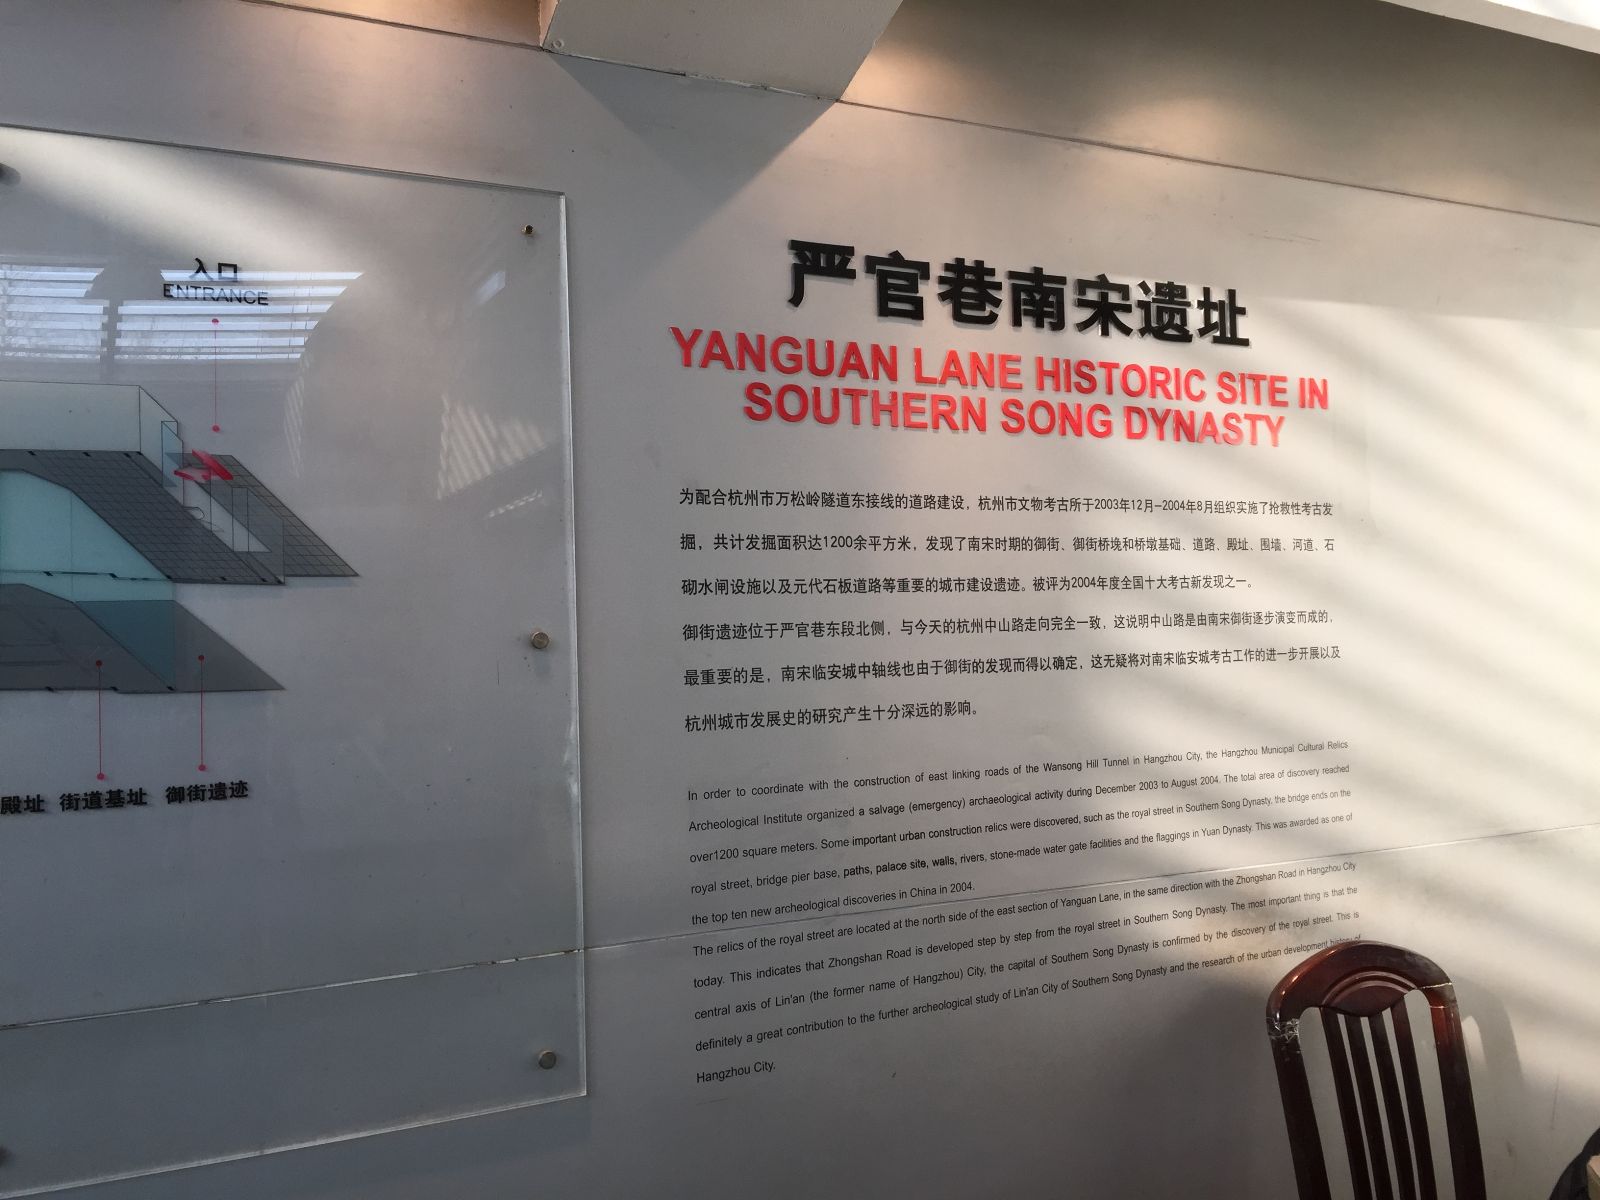 入口
ENTRANCE
殿址 街道基址 御街遗迹
严官巷南宋遗址
YANGUAN LANE HISTORIC SITE IN
SOUTHERN SONG DYNASTY
为配合杭州市万松岭隧道东接线的道路建设，杭州市文物考古所于2003年12月-2004年8月组织实施了抢救性考古发
掘，共计发掘面积达1200余平方米，发现了南宋时期的御街、御街桥堍和桥墩基础、道路、殿址、围墙、河道、石
砌水闸设施以及元代石板道路等重要的城市建设遗迹。被评为2004年度全国十大考古新发现之一。
御街遗迹位于严官巷东段北侧，与今天的杭州中山路走向完全一致，这说明中山路是由南宋御街逐步演变而成的，
最重要的是，南宋临安城中轴线也由于御街的发现而得以确定，这无疑将对南宋临安城考古工作的进一步开展以及
杭州城市发展史的研究产生十分深远的影响。
In order to coordinate with the construction of east linking roads of the Wansong Hill Tunnel in Hangzhou City, the Hangzhou Municipal Cultural Relics
Archeological Institute organized a salvage (emergency) archaeological activity during December 2003 to August 2004. The total area of discovery reached
over1200 square meters. Some important urban construction relics were discovered, such as the royal street in Southern Song Dynasty, the bridge ends on the
royal street, bridge pier base, paths, palace site, walls, rivers, stone-made water gate facilities and the flaggings in Yuan Dynasty. This was awarded as one of
the top ten new archeological discoveries in China in 2004.
The relics of the royal street are located at the north side of the east section of Yanguan Lane, in the same direction with the Zhongshan Road in Hangzhou City
today. This indicates that Zhongshan Road is developed step by step from the royal street in Southern Song Dynasty. The most important thing is that the
central axis of Lin'an (the former name of Hangzhou) City, the capital of Southern Song Dynasty is confirmed by the discovery of the royal street. This is
definitely a great contribution to the further archeological study of Lin'an City of Southern Song Dynasty and the research of the urban development history of
Hangzhou City.